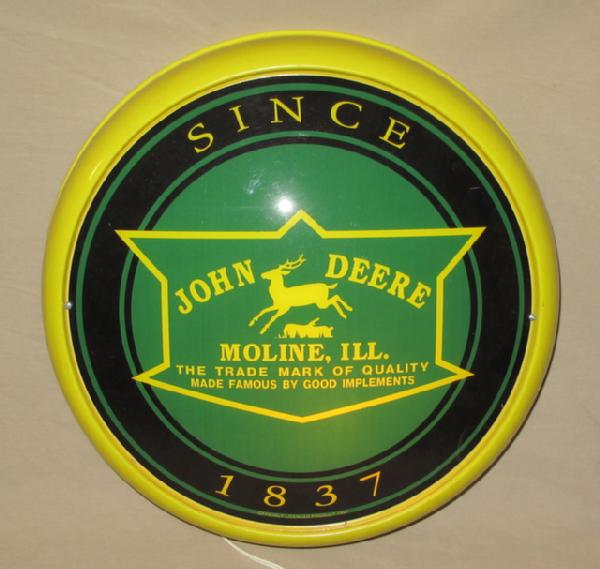 SINCE
JOHN DEERE
MOLINE, ILL.
THE TRADE MARK OF QUALITY
MADE FAMOUS BY GOOD IMPLEMENTS
1837